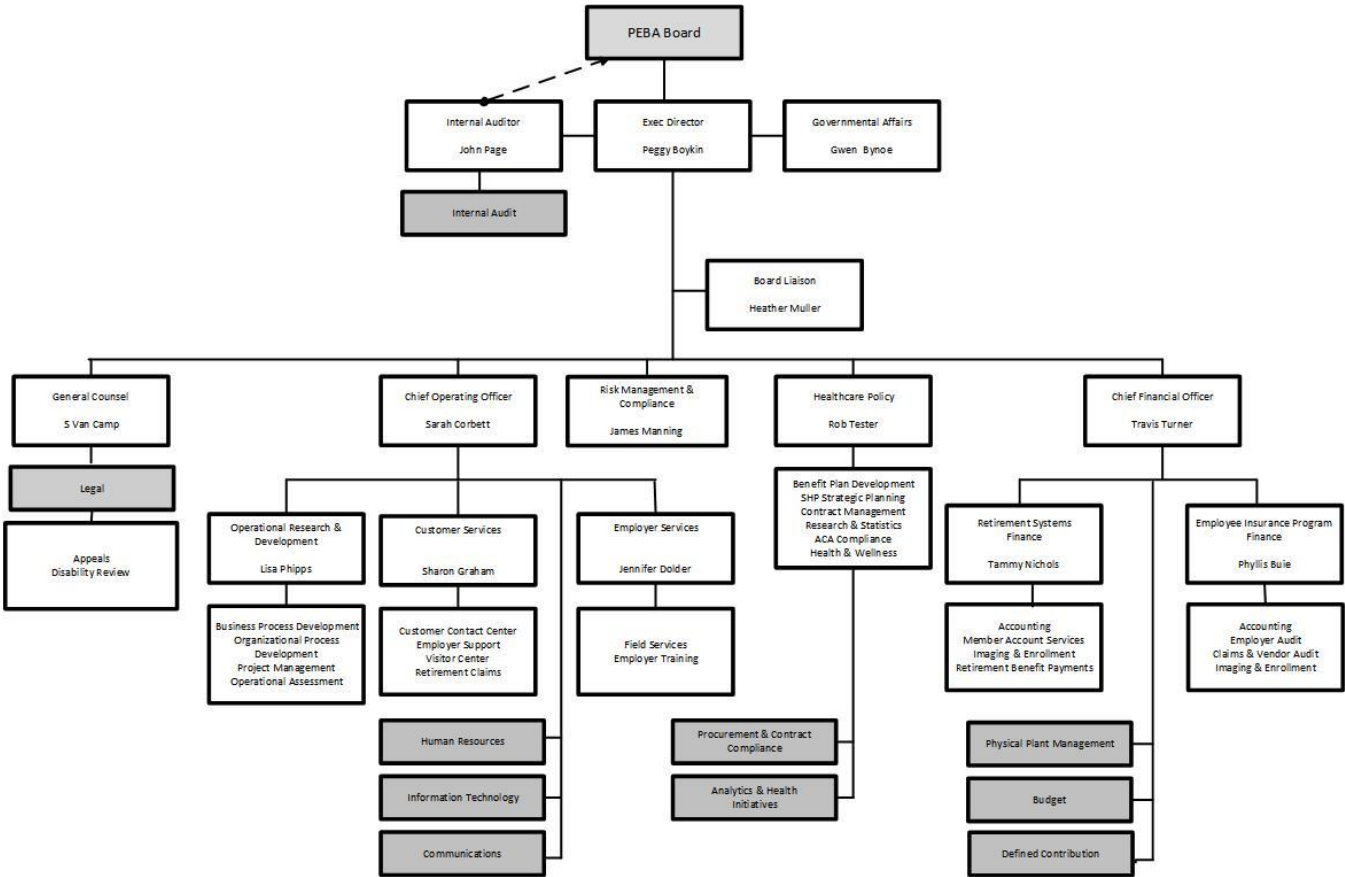 PEBA Board
Internal Auditor
John Page
Exec Director
Peggy Boykin
Governmental Affairs
Gwen Bynoe
Internal Audit
Board Liaison
Heather Muller
General Counsel
S Van Camp
Chief Operating Officer
Sarah Corbett
Risk Management &
Compliance
James Manning
Healthcare Policy
Rob Tester
Chief Financial Officer
Travis Turner
Legal
Appeals
Disability Review
Operational Research &
Development
Lisa Phipps
Customer Services
Sharon Graham
Employer Services
Jennifer Dolder
Benefit Plan Development
SHP Strategic Planning
Contract Management
Research & Statistics
ACA Compliance
Health & Wellness
Retirement Systems
Finance
Tammy Nichols
Employee Insurance Program
Finance
Phyllis Buie
Business Process Development
Organizational Process
Development
Project Management
Operational Assessment
Customer Contact Center
Employer Support
Visitor Center
Retirement Claims
Field Services
Employer Training
Accounting
Member Account Services
Imaging & Enrollment
Retirement Benefit Payments
Accounting
Employer Audit
Claims & Vendor Audit
Imaging & Enrollment
Human Resources
Information Technology
Communications
Procurement & Contract
Compliance
Analytics & Health
Initiatives
Physical Plant Management
Budget
Defined Contribution